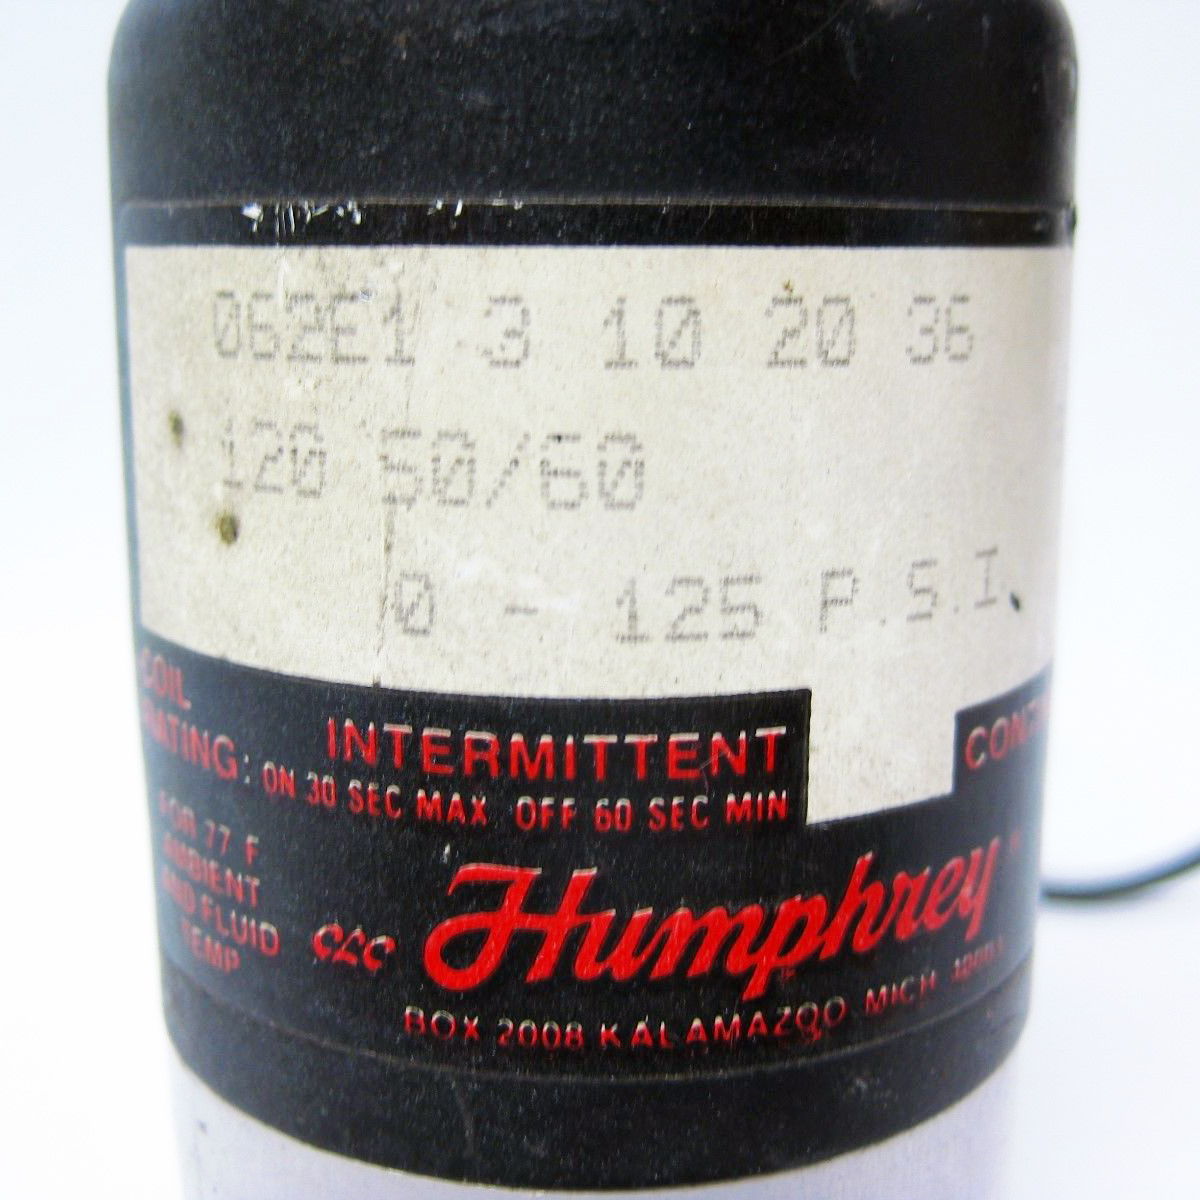 062E1 3 10 20 36
120 50/60
0 - 125 P.S.I.
COIL
RATING:
INTERMITTENT
ON 30 SEC MAX OFF 60 SEC MIN
FOR 77 F
AMBIENT
AND FLUID
TEMP
CLC Humphrey
BOX 2008 KALAMAZOO MICH